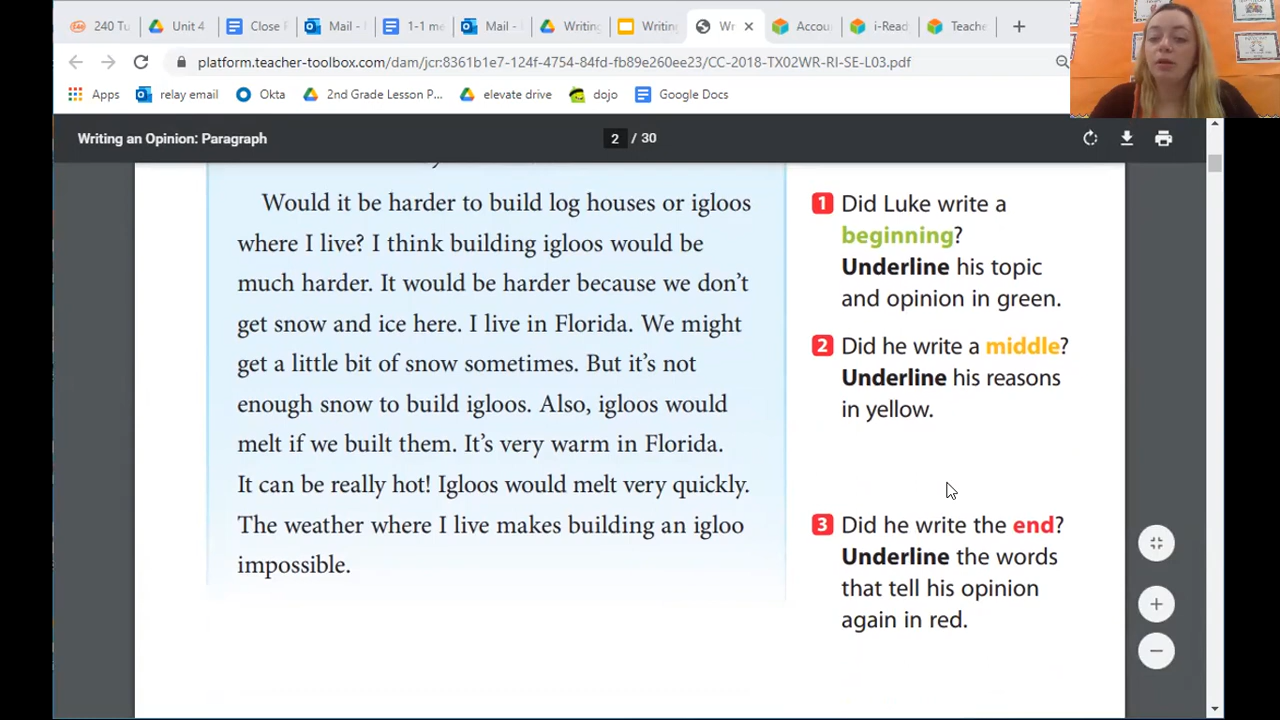 240 Tu
Unit 4
Close F
Mail -
1-1 me
Mail -
Writing
Writing
Wr
Accou
i-Read
Teache
platform.teacher-toolbox.com/dam/jcr:8361b1e7-124f-4754-84fd-fb89e260ee23/CC-2018-TX02WR-RI-SE-L03.pdf
Apps
relay email
Okta
2nd Grade Lesson P...
elevate drive
dojo
Google Docs
Writing an Opinion: Paragraph
2 / 30
Would it be harder to build log houses or igloos
where I live? I think building igloos would be
much harder. It would be harder because we don't
get snow and ice here. I live in Florida. We might
get a little bit of snow sometimes. But it's not
enough snow to build igloos. Also, igloos would
melt if we built them. It's very warm in Florida.
It can be really hot! Igloos would melt very quickly.
The weather where I live makes building an igloo
impossible.
1 Did Luke write a
beginning?
Underline his topic
and opinion in green.
2 Did he write a middle?
Underline his reasons
in yellow.
3 Did he write the end?
Underline the words
that tell his opinion
again in red.